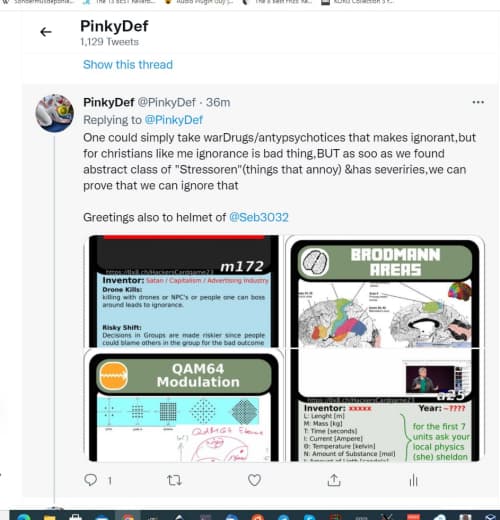 PinkyDef
1,129 Tweets
Show this thread
PinkyDef @PinkyDef · 36m
Replying to @PinkyDef
One could simply take warDrugs/antypsychotices that makes ignorant,but
for christians like me ignorance is bad thing,BUT as soo as we found
abstract class of "Stressoren"(things that annoy) &has severiries,we can
prove that we can ignore that
Greetings also to helmet of @Seb3032
https://0x8.ch/HackersCardgame23
m172
Inventor: Satan / Capitalism / Advertising Industry
Drone Kills:
killing with drones or NPC's or people one can boss
around leads to ignorance.
Risky Shift:
Decisions in Groups are made riskier since people
could blame others in the group for the bad outcome
BRODMANN
AREAS
QAM64
Modulation
a25
Inventor: xxxxx
Year: ~????
L: Lenght [m]
M: Mass [kg]
T: Time [seconds]
I: Current [Ampere]
Θ: Temperature [kelvin]
N: Amount of Substance [mol]
for the first 7
units ask your
local physics
(she) sheldon
1